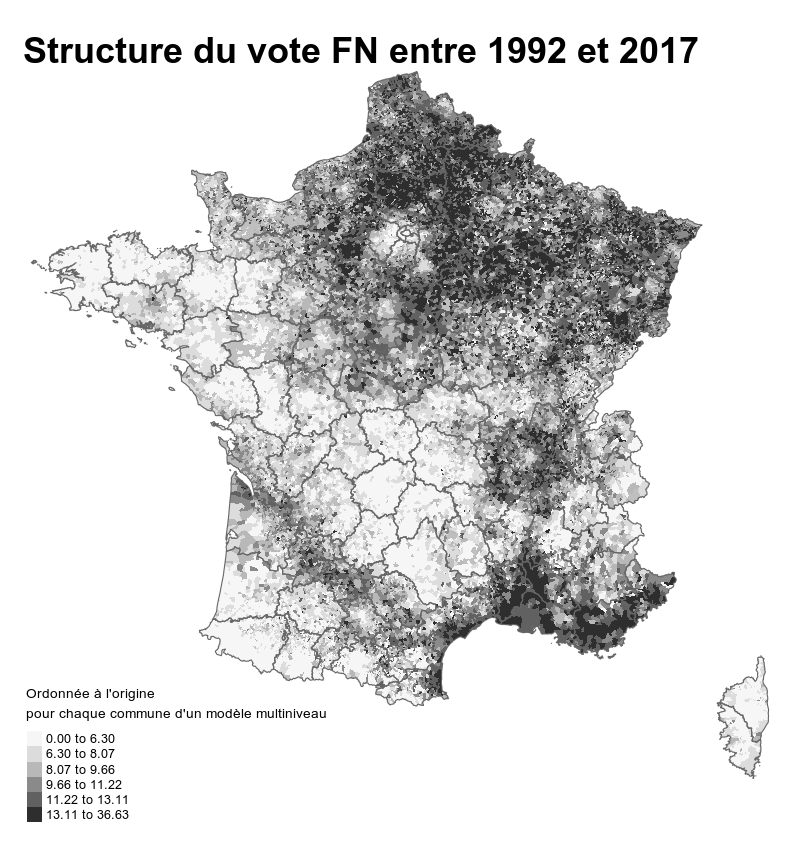 Structure du vote FN entre 1992 et 2017
Ordonnée à l'origine
pour chaque commune d'un modèle multiniveau
0.00 to 6.30
6.30 to 8.07
8.07 to 9.66
9.66 to 11.22
11.22 to 13.11
13.11 to 36.63